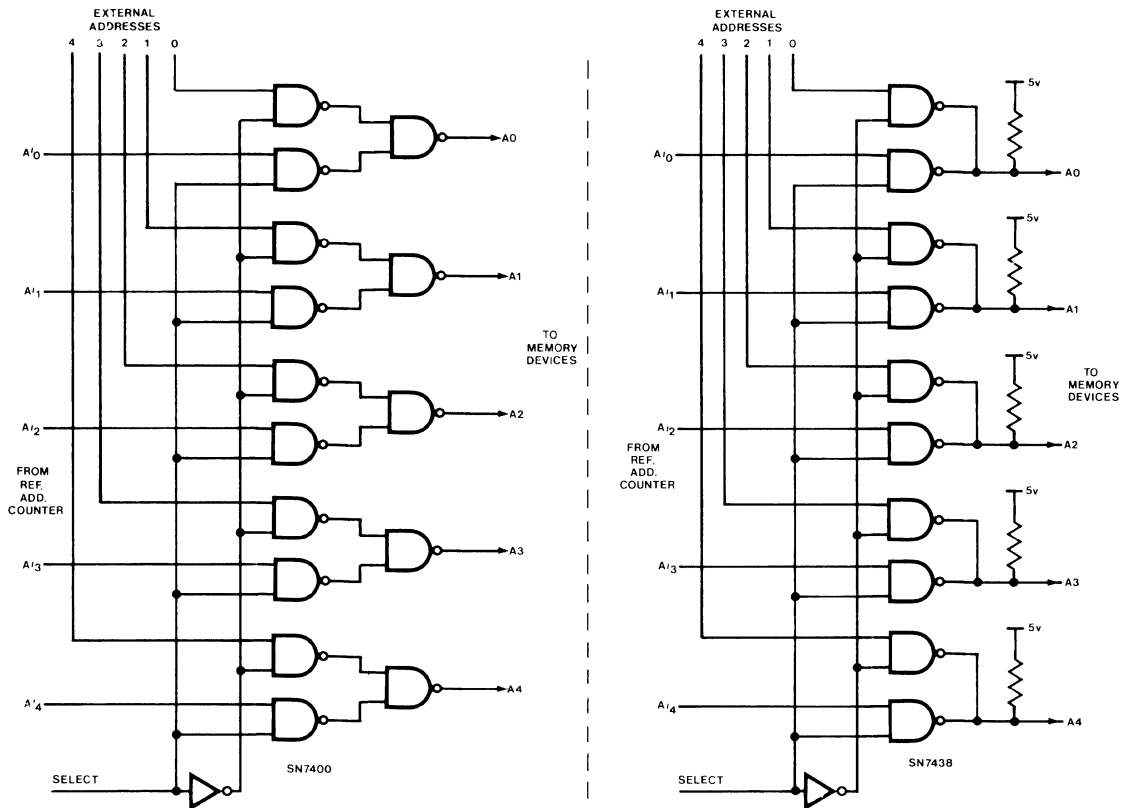 EXTERNAL
ADDRESSES
4 3 2 1 0
A'0
A0
A'1
A1
TO
MEMORY
DEVICES
A'2
A2
FROM
REF.
ADD.
COUNTER
A'3
A3
A'4
A4
SN7400
SELECT
EXTERNAL
ADDRESSES
4 3 2 1 0
5v
A'0
A0
5v
A'1
A1
5v
TO
MEMORY
DEVICES
A'2
A2
FROM
REF.
ADD.
COUNTER
5v
A'3
A3
5v
A'4
A4
SN7438
SELECT